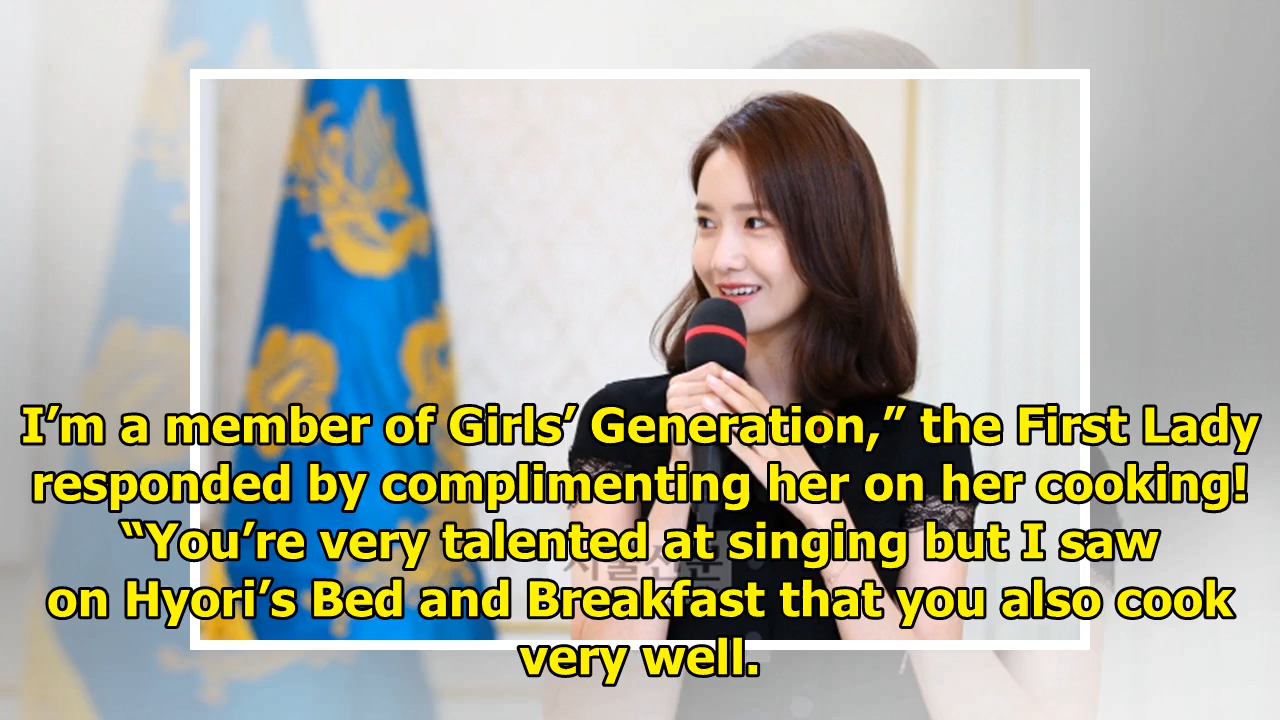 I’m a member of Girls’ Generation,” the First Lady
responded by complimenting her on her cooking!
“You’re very talented at singing but I saw
on Hyori’s Bed and Breakfast that you also cook
very well.